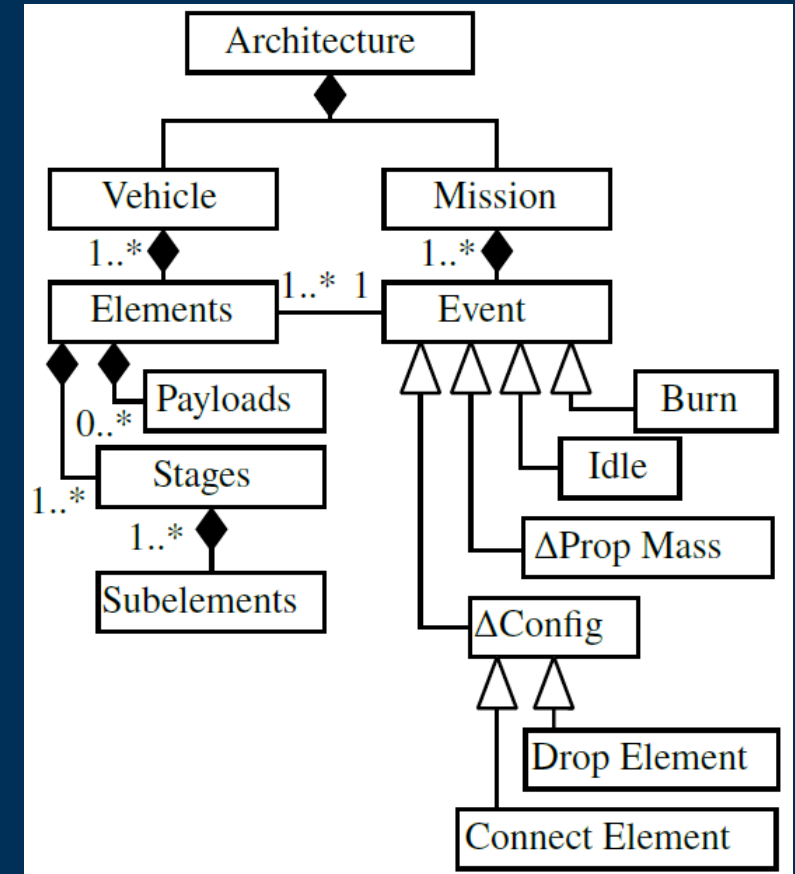 Architecture
Vehicle
Mission
1..*
1..*
Elements
1..* 1
Event
Payloads
0..*
Burn
Stages
1..*
Idle
1..*
ΔProp Mass
Subelements
ΔConfig
Drop Element
Connect Element